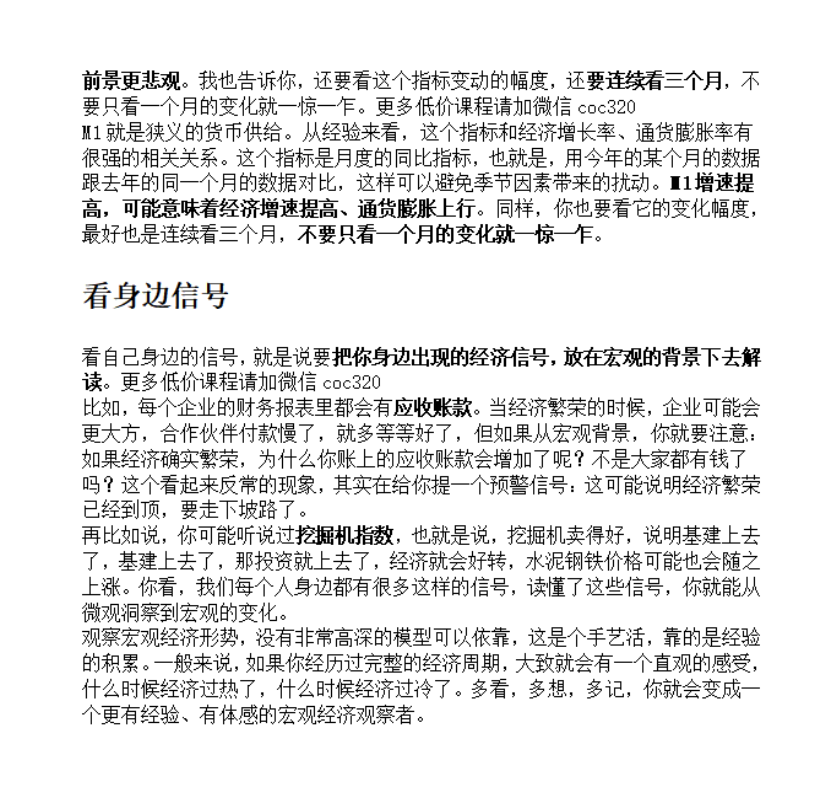 前景更悲观。我也告诉你，还要看这个指标变动的幅度，还要连续看三个月，不
要只看一个月的变化就一惊一乍。更多低价课程请加微信 coc320
M1 就是狭义的货币供给。从经验来看，这个指标和经济增长率、通货膨胀率有
很强的相关关系。这个指标是月度的同比指标，也就是，用今年的某个月的数据
跟去年的同一个月的数据对比，这样可以避免季节因素带来的扰动。M1 增速提
高，可能意味着经济增速提高、通货膨胀上行。同样，你也要看它的变化幅度，
最好也是连续看三个月，不要只看一个月的变化就一惊一乍。
看身边信号
看自己身边的信号，就是说要把你身边出现的经济信号，放在宏观的背景下去解
读。更多低价课程请加微信 coc320
比如，每个企业的财务报表里都会有应收账款。当经济繁荣的时候，企业可能会
更大方，合作伙伴付款慢了，就多等等好了，但如果从宏观背景，你就要注意：
如果经济确实繁荣，为什么你账上的应收账款会增加了呢？不是大家都有钱了
吗？这个看起来反常的现象，其实在给你提一个预警信号：这可能说明经济繁荣
已经到顶，要走下坡路了。
再比如说，你可能听说过挖掘机指数，也就是说，挖掘机卖得好，说明基建上去
了，基建上去了，那投资就上去了，经济就会好转，水泥钢铁价格可能也会随之
上涨。你看，我们每个人身边都有很多这样的信号，读懂了这些信号，你就能从
微观洞察到宏观的变化。
观察宏观经济形势，没有非常高深的模型可以依靠，这是个手艺活，靠的是经验
的积累。一般来说，如果你经历过完整的经济周期，大致就会有一个直观的感受，
什么时候经济过热了，什么时候经济过冷了。多看，多想，多记，你就会变成一
个更有经验、有体感的宏观经济观察者。